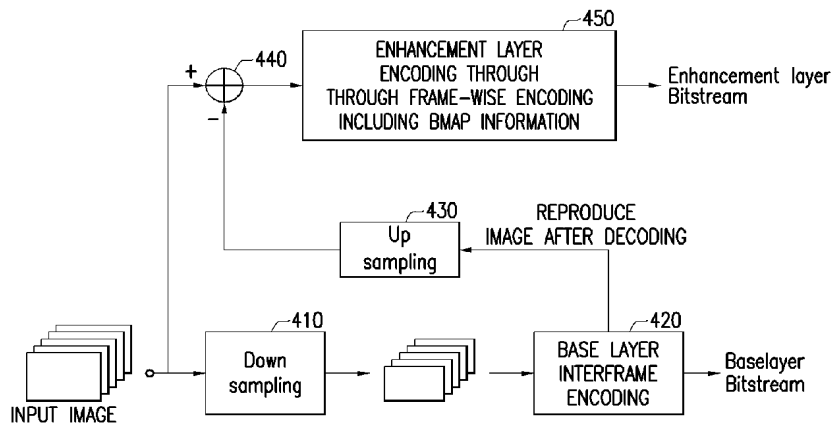 450
440
+
-
ENHANCEMENT LAYER
ENCODING THROUGH
THROUGH FRAME-WISE ENCODING
INCLUDING BMAP INFORMATION
Enhancement layer
Bitstream
430
Up
sampling
REPRODUCE
IMAGE AFTER DECODING
410
Down
sampling
420
BASE LAYER
INTERFRAME
ENCODING
Baselayer
Bitstream
INPUT IMAGE